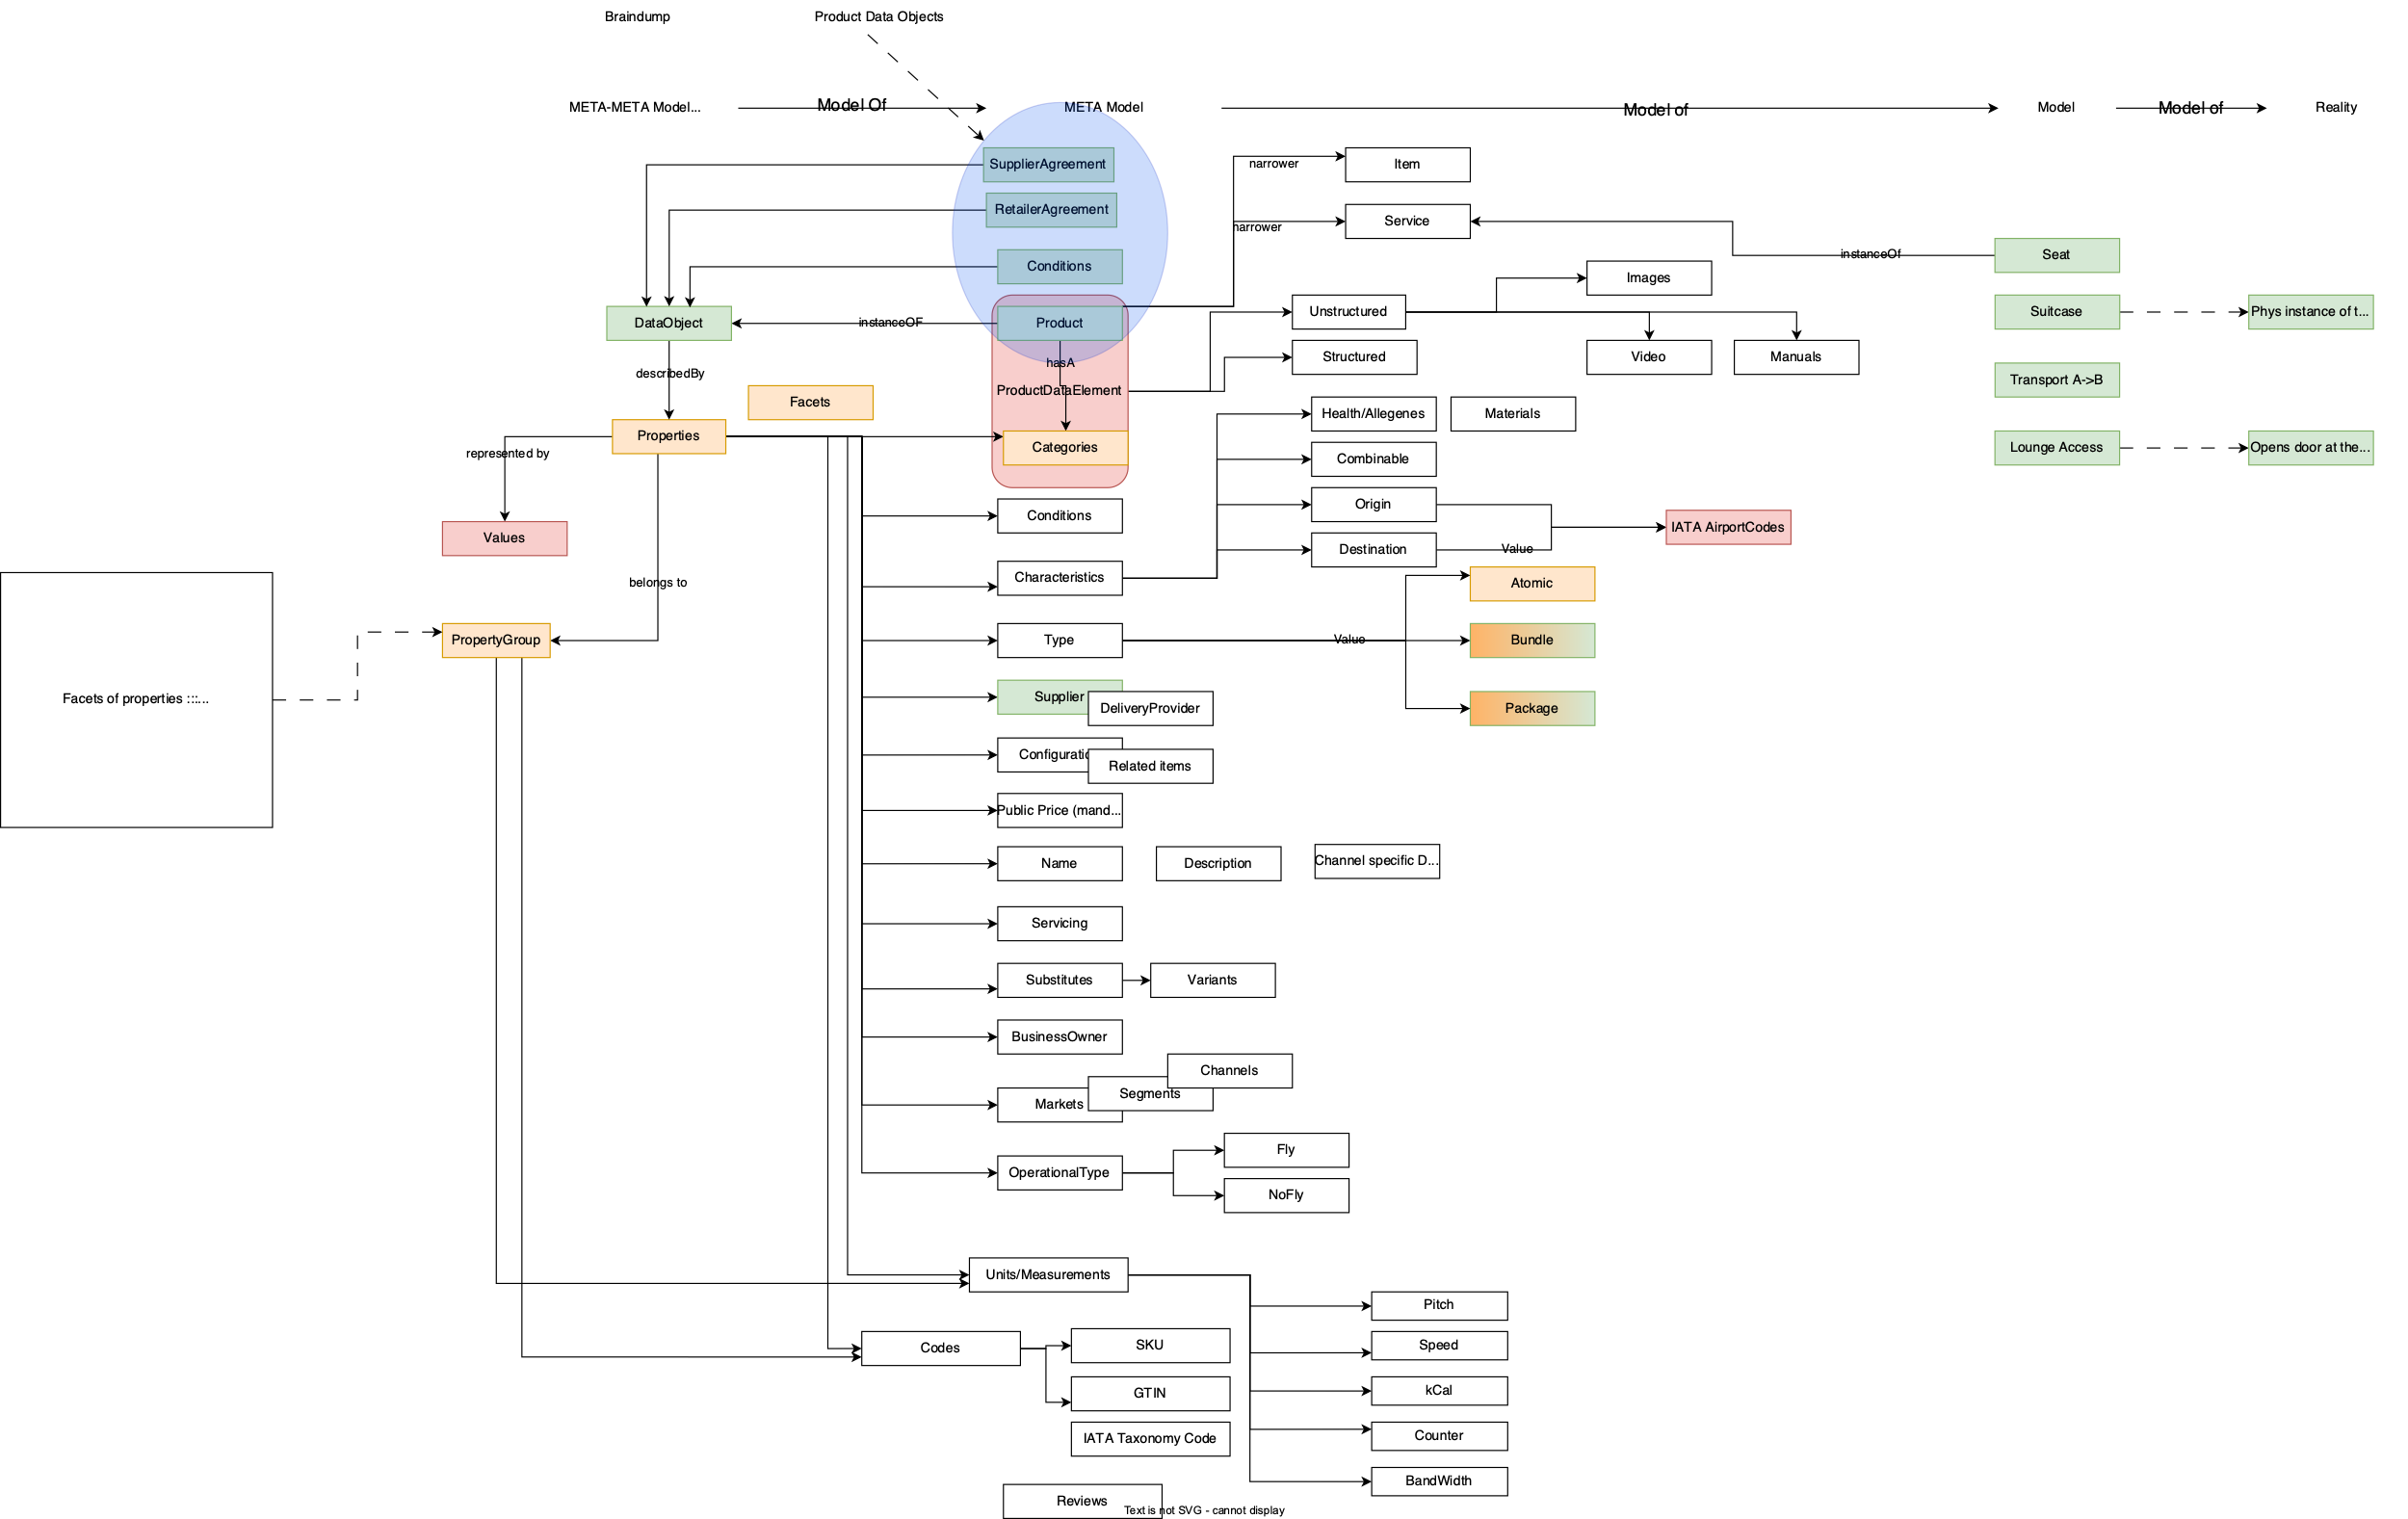 Braindump
Product Data Objects
META-META Model...
Model Of
META Model
Model of
Model
Model of
Reality
SupplierAgreement
narrower
Item
RetailerAgreement
narrower
Service
Conditions
instanceOf
Seat
Images
DataObject
instanceOF
Product
Unstructured
Suitcase
Phys instance of t...
hasA
Structured
Video
Manuals
describedBy
ProductDataElement
Transport A->B
Facets
Health/Allegenes
Materials
Properties
Categories
Lounge Access
Opens door at the...
represented by
Combinable
Conditions
Origin
IATA AirportCodes
Values
Destination
Value
belongs to
Characteristics
Atomic
PropertyGroup
Type
Value
Bundle
Facets of properties :::...
Supplier
DeliveryProvider
Package
Configuratio
Related items
Public Price (mand...
Name
Description
Channel specific D...
Servicing
Substitutes
Variants
BusinessOwner
Channels
Segments
Markets
Fly
OperationalType
NoFly
Units/Measurements
Pitch
Codes
SKU
Speed
GTIN
kCal
IATA Taxonomy Code
Counter
BandWidth
Reviews
Text is not SVG - cannot display